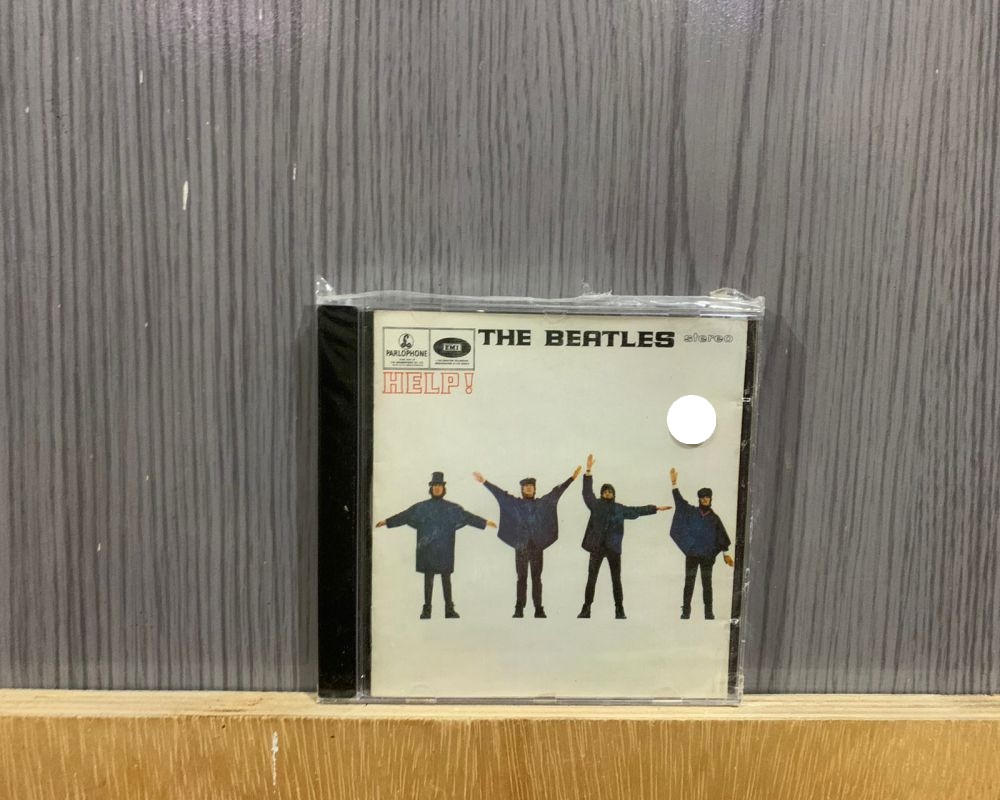 THE BEATLES stereo
PARLOPHONE
EMI
HELP!